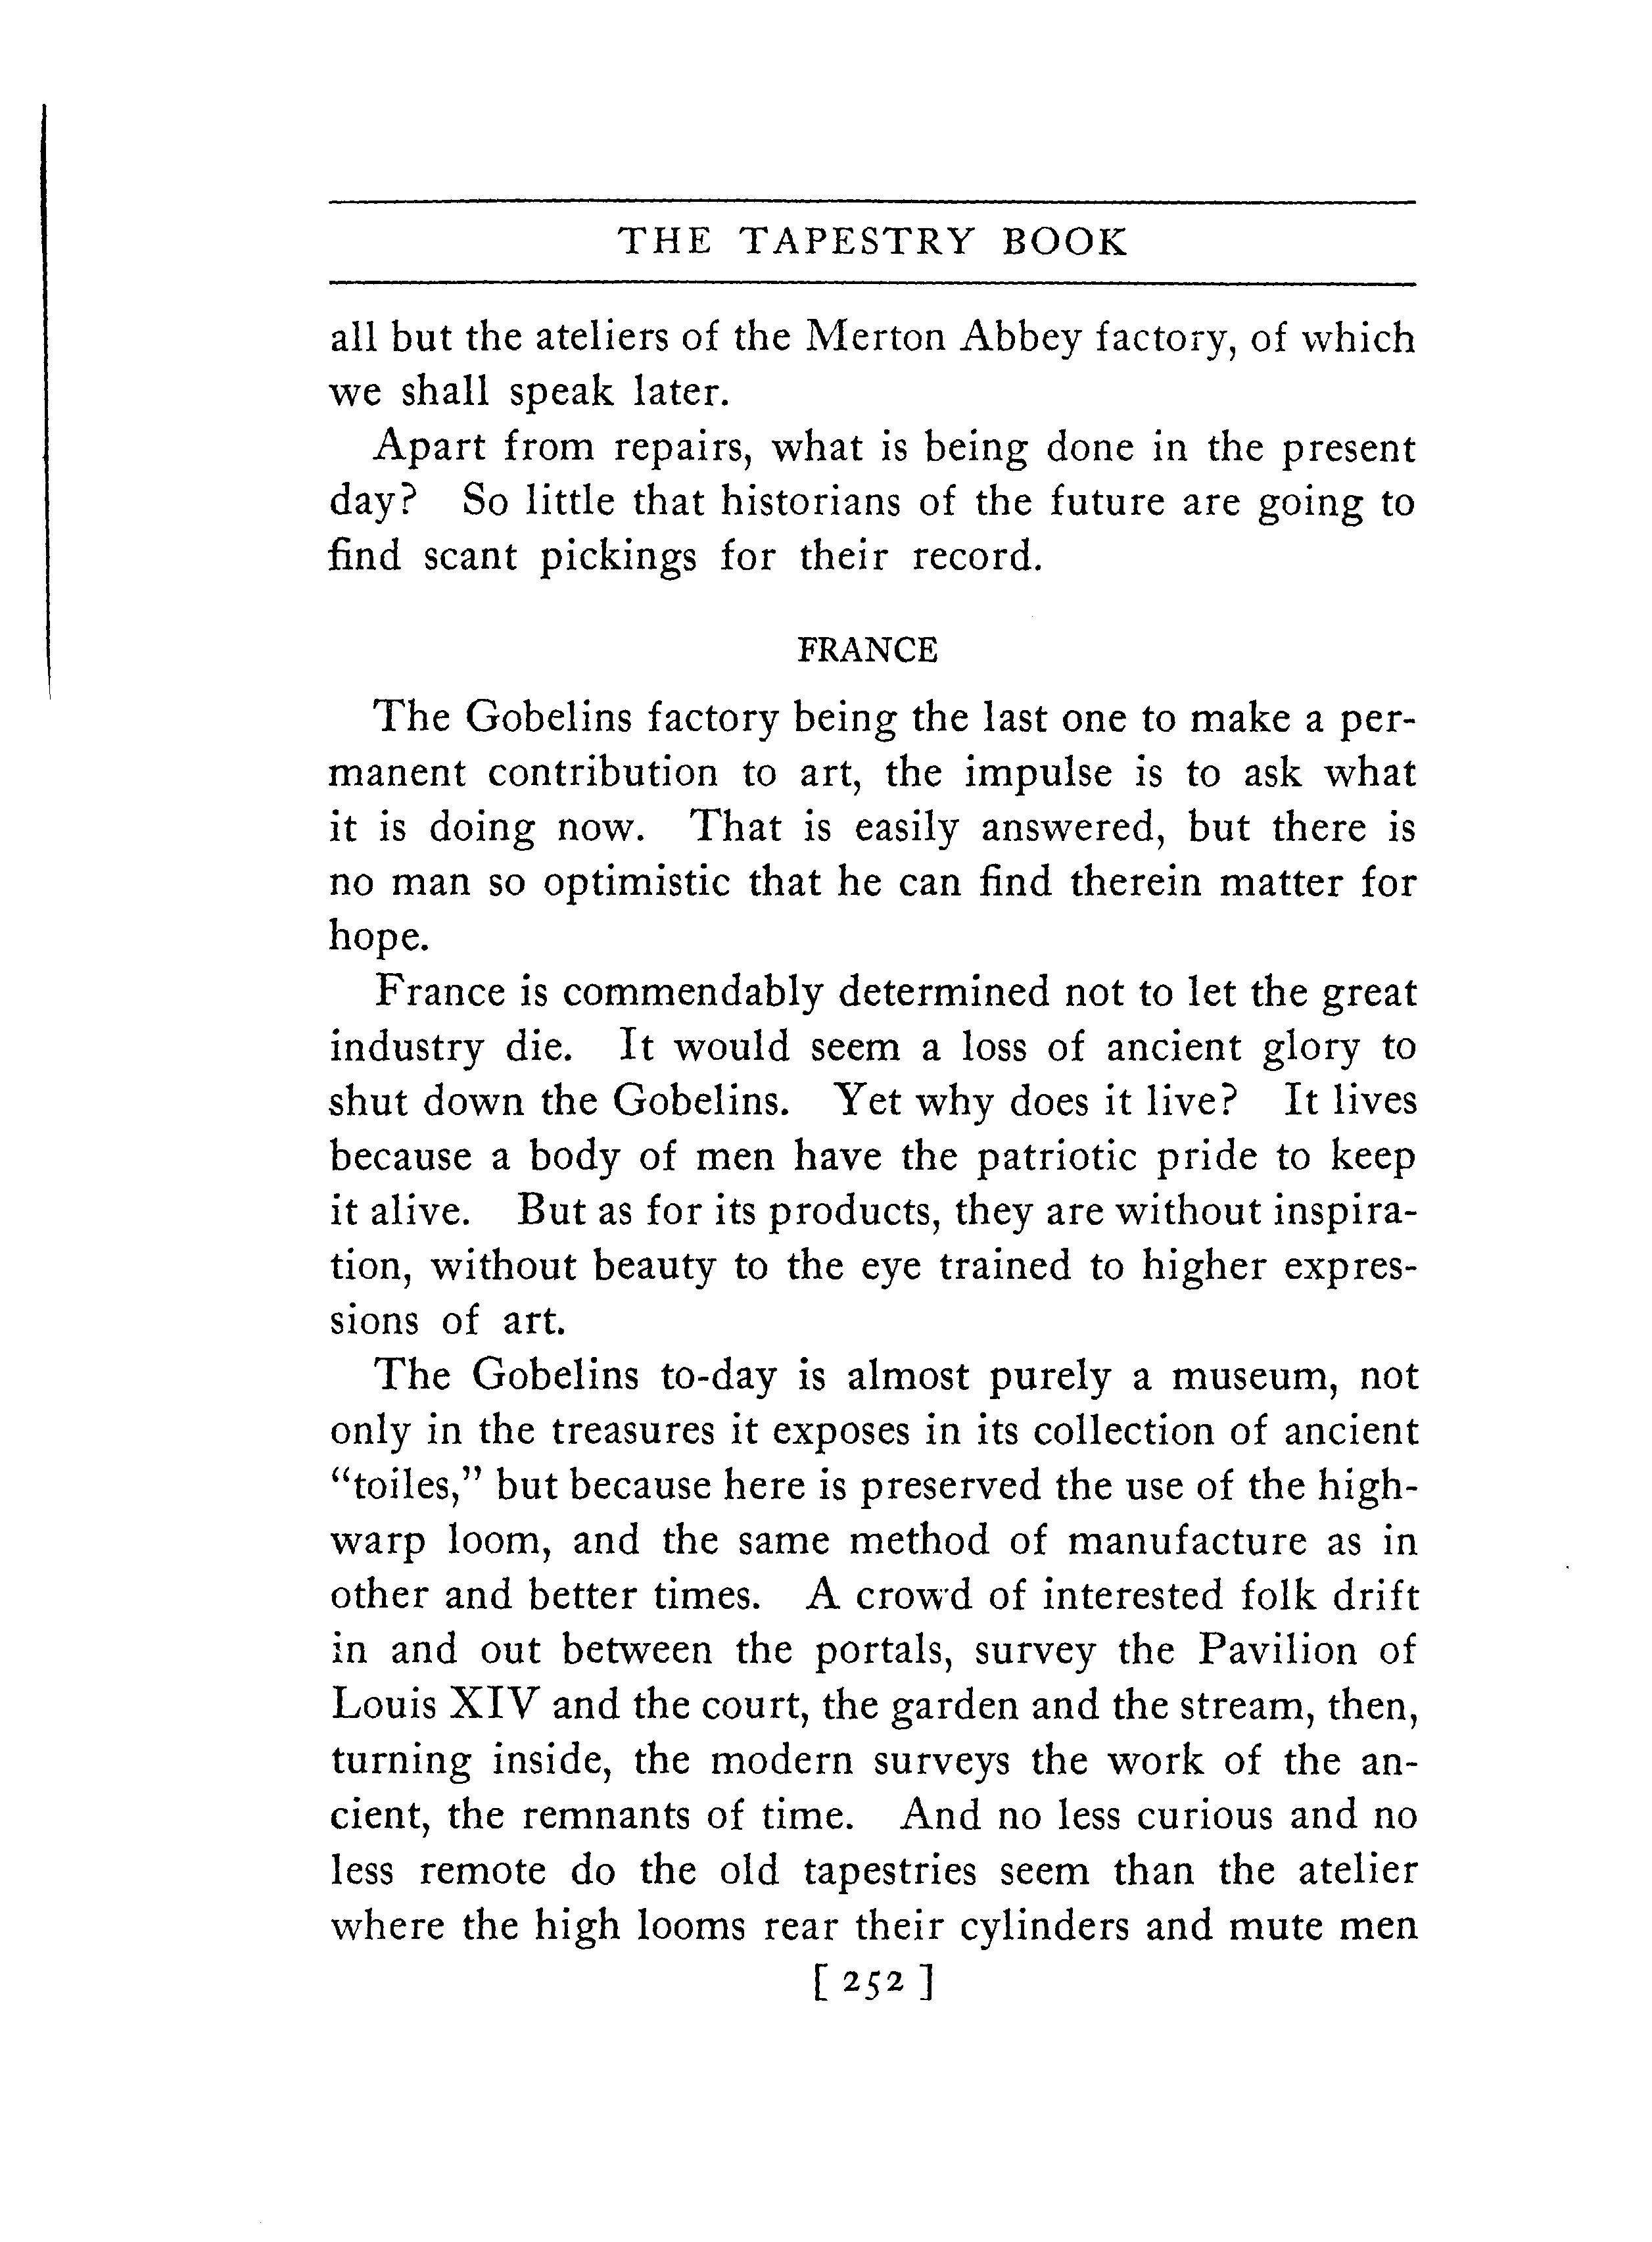 THE TAPESTRY BOOK
all but the ateliers of the Merton Abbey factory, of which
we shall speak later.
Apart from repairs, what is being done in the present
day? So little that historians of the future are going to
find scant pickings for their record.
FRANCE
The Gobelins factory being the last one to make a per-
manent contribution to art, the impulse is to ask what
it is doing now. That is easily answered, but there is
no man so optimistic that he can find therein matter for
hope.
France is commendably determined not to let the great
industry die. It would seem a loss of ancient glory to
shut down the Gobelins. Yet why does it live? It lives
because a body of men have the patriotic pride to keep
it alive. But as for its products, they are without inspira-
tion, without beauty to the eye trained to higher expres-
sions of art.
The Gobelins to-day is almost purely a museum, not
only in the treasures it exposes in its collection of ancient
“toiles,” but because here is preserved the use of the high-
warp loom, and the same method of manufacture as in
other and better times. A crowd of interested folk drift
in and out between the portals, survey the Pavilion of
Louis XIV and the court, the garden and the stream, then,
turning inside, the modern surveys the work of the an-
cient, the remnants of time. And no less curious and no
less remote do the old tapestries seem than the atelier
where the high looms rear their cylinders and mute men
[ 252 ]